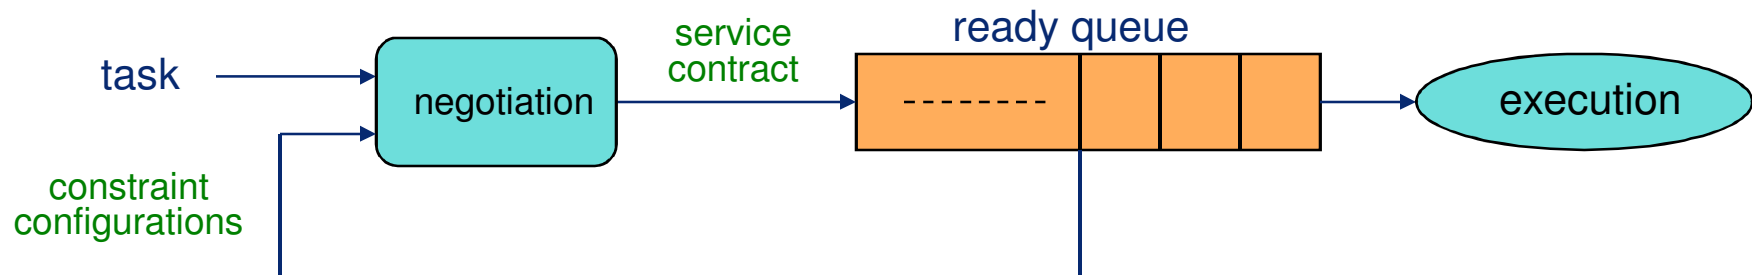 task
constraint
configurations
negotiation
service
contract
ready queue
execution